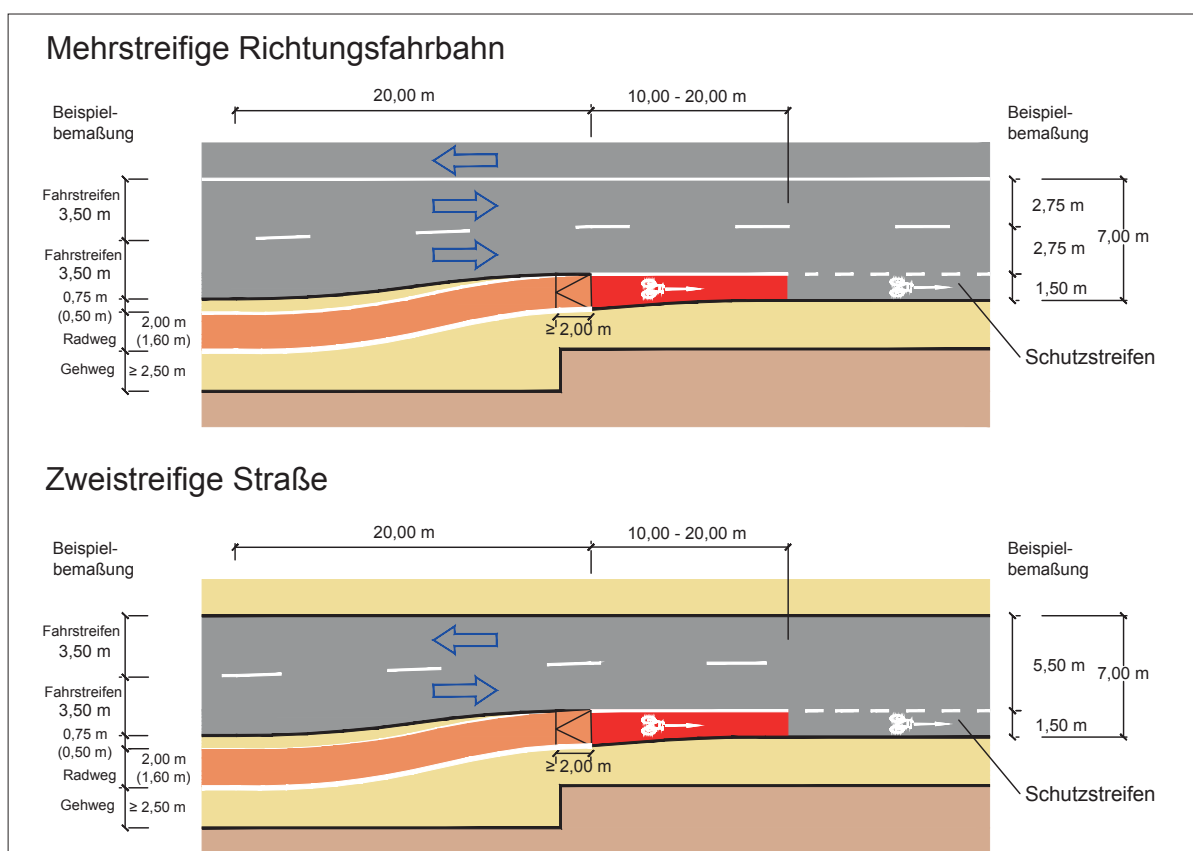 Mehrstreifige Richtungsfahrbahn
20,00 m
10,00 - 20,00 m
Beispiel-
bemaßung
Beispiel-
bemaßung
Fahrstreifen
3,50 m
Fahrstreifen
3,50 m
0,75 m
(0,50 m)
Radweg
2,00 m
(1,60 m)
Gehweg
≥ 2,50 m
≥ 2,00 m
2,75 m
2,75 m
7,00 m
1,50 m
Schutzstreifen
Zweistreifige Straße
20,00 m
10,00 - 20,00 m
Beispiel-
bemaßung
Beispiel-
bemaßung
Fahrstreifen
3,50 m
Fahrstreifen
3,50 m
0,75 m
(0,50 m)
Radweg
2,00 m
(1,60 m)
Gehweg
≥ 2,50 m
≥ 2,00 m
5,50 m
7,00 m
1,50 m
Schutzstreifen